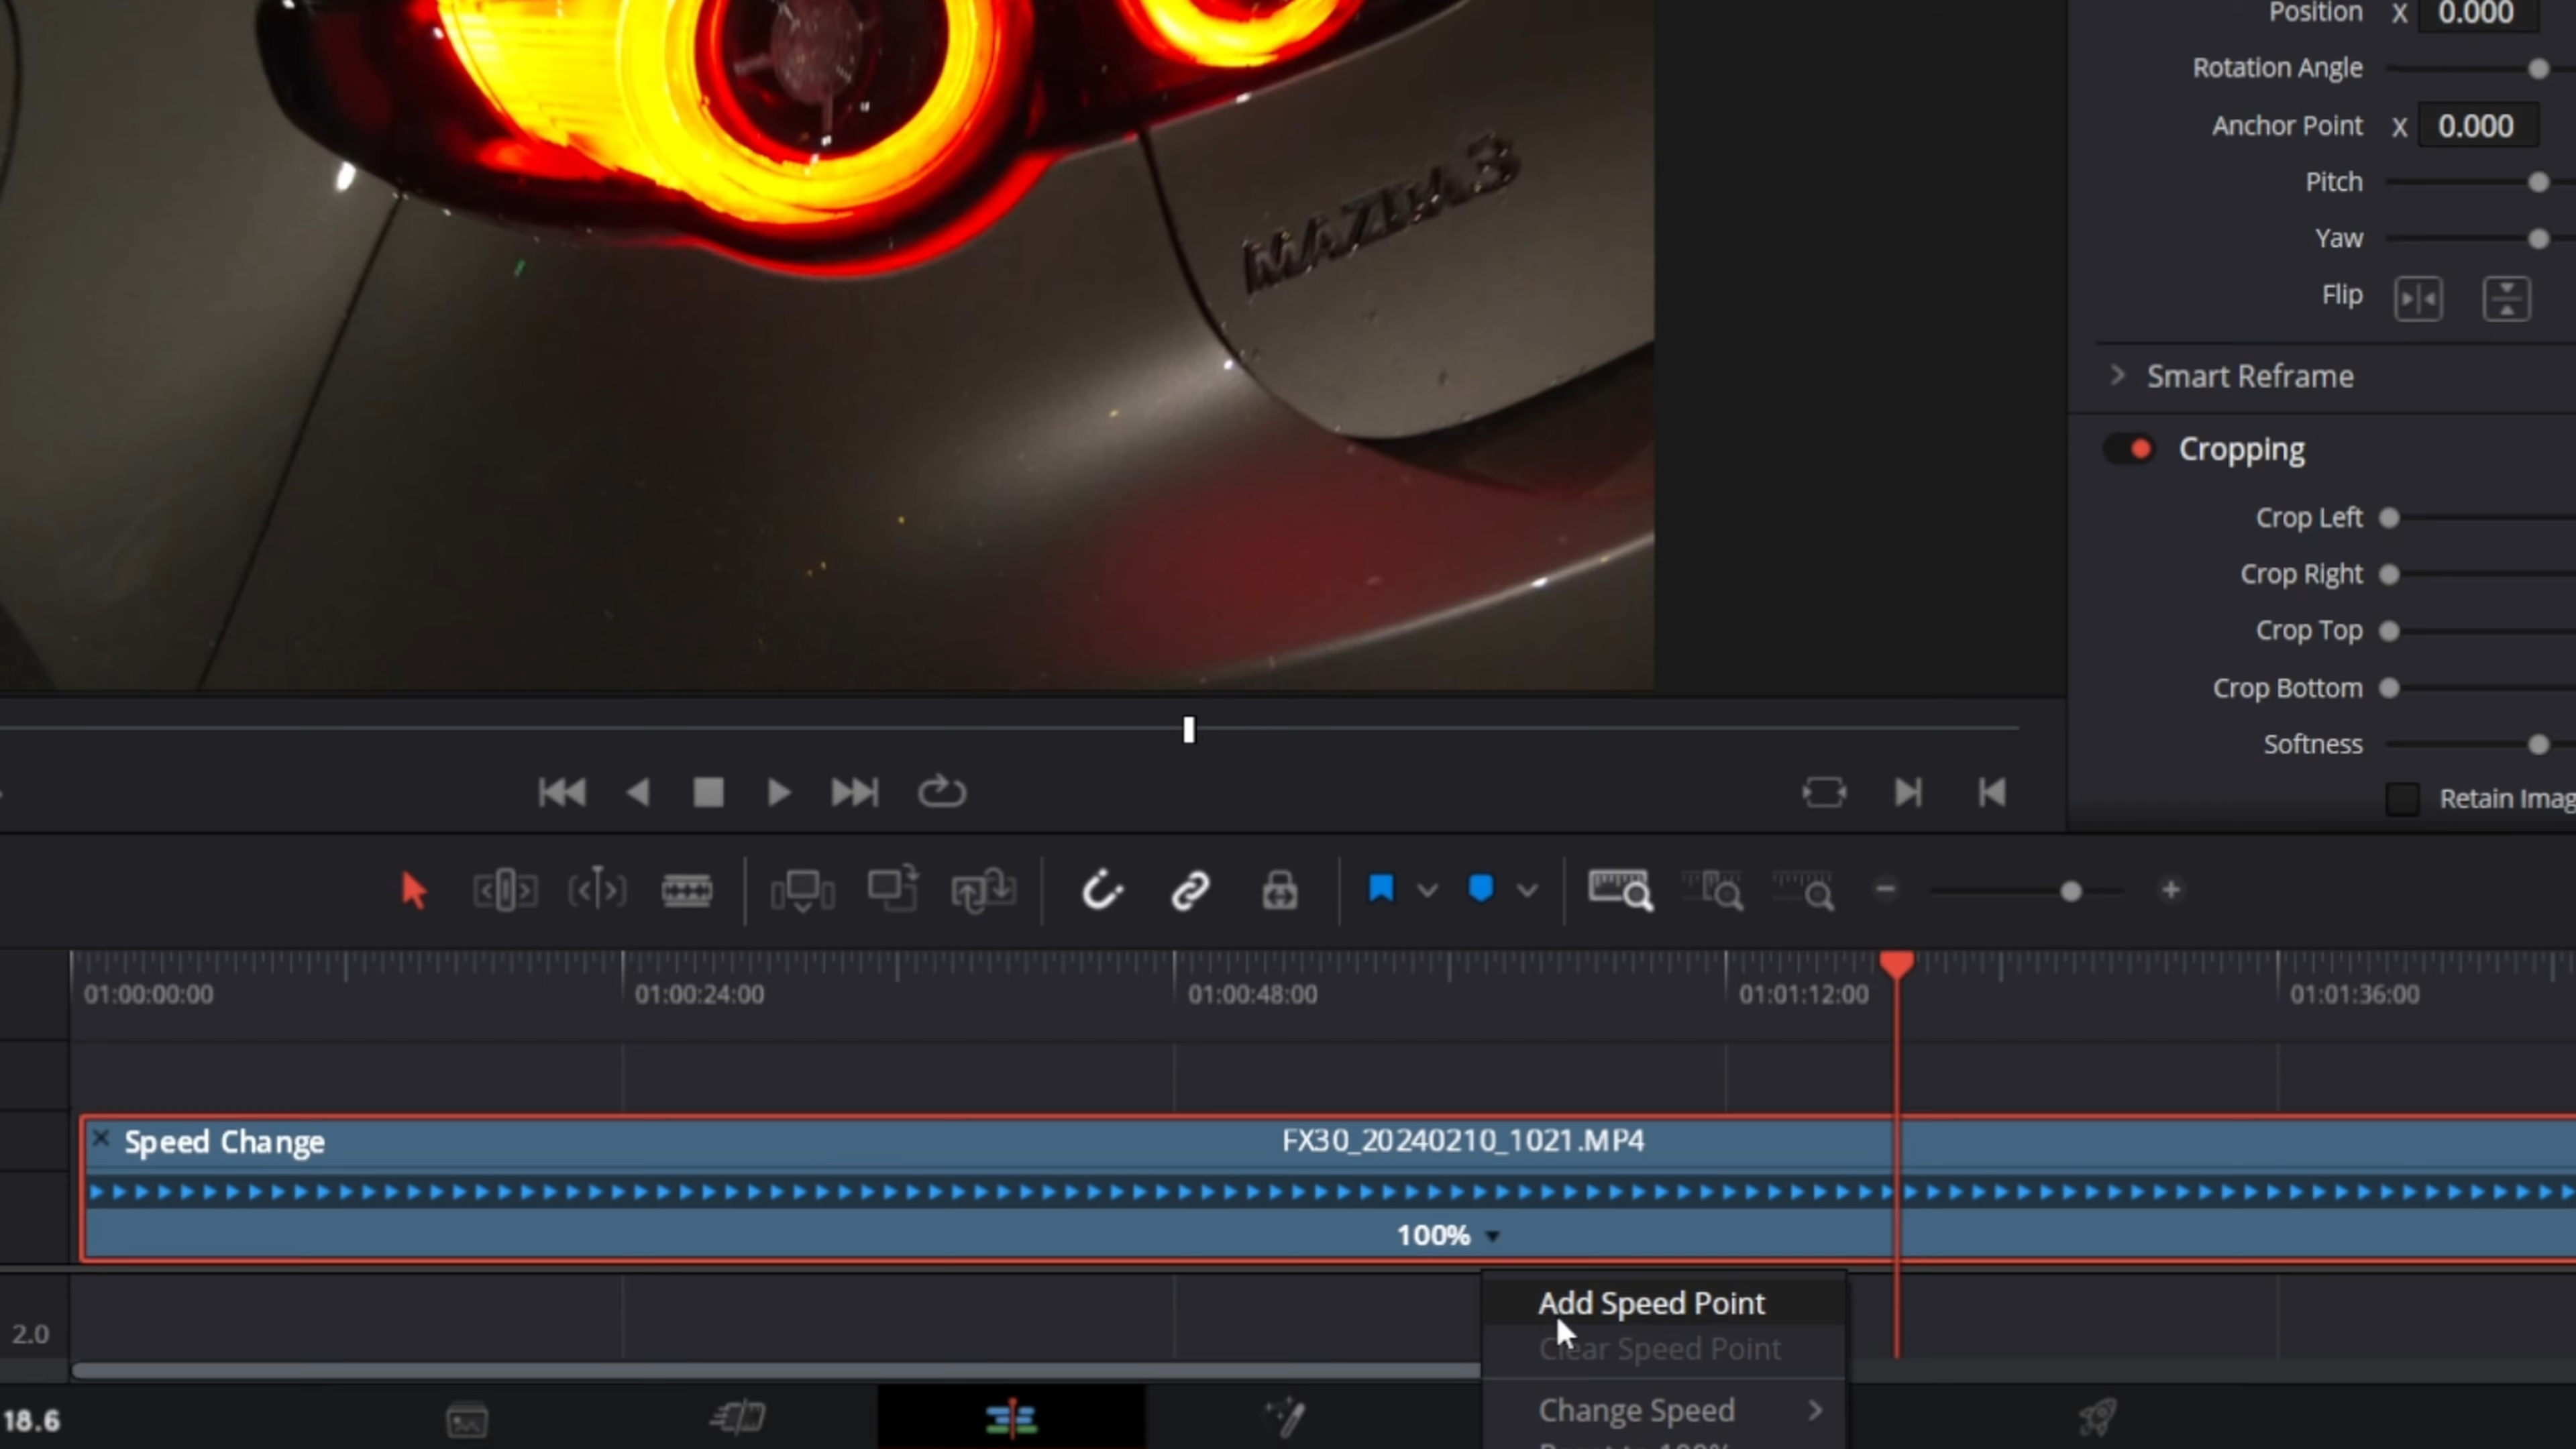 Position X 0.000
Rotation Angle
Anchor Point X 0.000
Pitch
Yaw
Flip
Smart Reframe
Cropping
Crop Left
Crop Right
Crop Top
Crop Bottom
Softness
Retain Imag
MAZDA 3
01:00:00:00 01:00:24:00 01:00:48:00 01:01:12:00 01:01:36:00
Speed Change FX30_20240210_1021.MP4
100%
Add Speed Point
Clear Speed Point
Change Speed
2.0
18.6